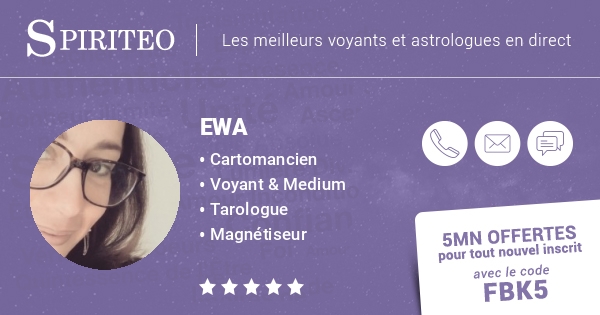 SPIRITEO
Les meilleurs voyants et astrologues en direct
EWA
• Cartomancien
• Voyant & Medium
• Tarologue
• Magnétiseur
5MN OFFERTES
pour tout nouvel inscrit
avec le code
FBK5